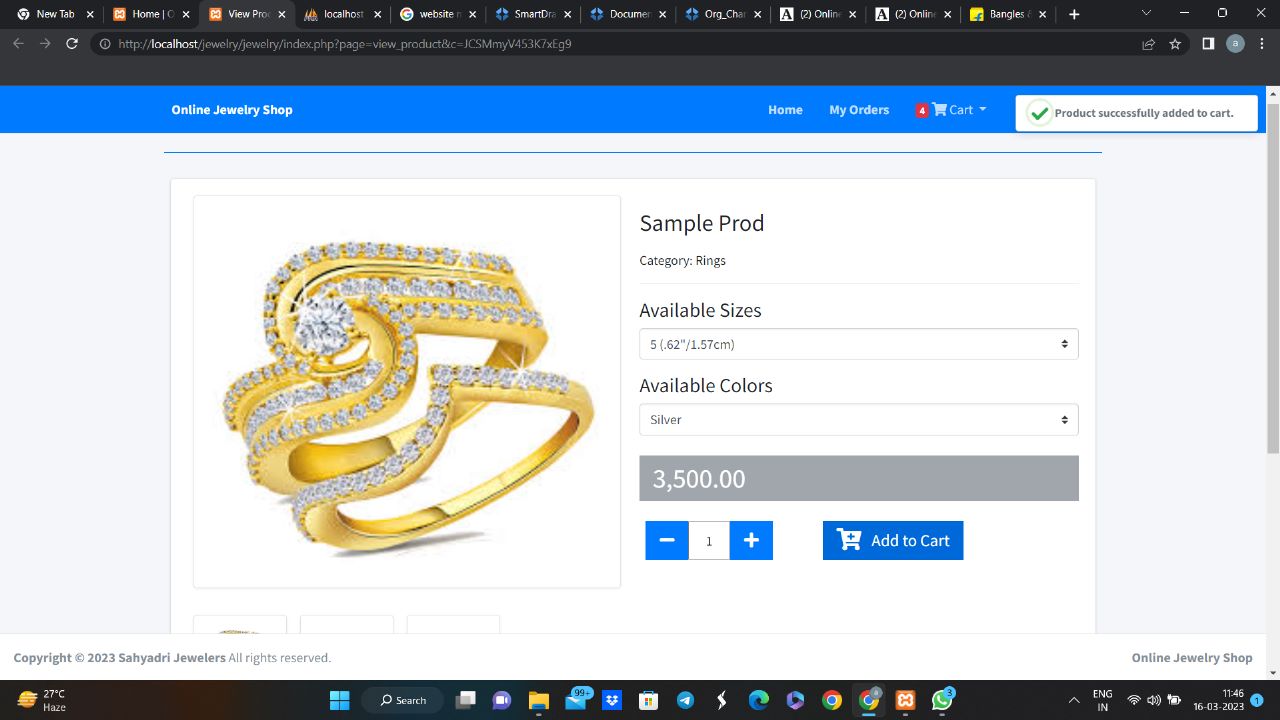 New Tab
Home | O
View Proc
localhost
website n
SmartDra
Documen
Org_Char
(2) Online
(2) Online
Bangles &
http://localhost/jewelry/jewelry/index.php?page=view_product&c=JCSMmyV453K7xEg9
a
Online Jewelry Shop
Home
My Orders
4 Cart
Product successfully added to cart.
Sample Prod
Category: Rings
Available Sizes
5 (.62"/1.57cm)
Available Colors
Silver
3,500.00
1
Add to Cart
Copyright © 2023 Sahyadri Jewelers All rights reserved.
Online Jewelry Shop
27°C
Haze
Search
99+
3
ENG
IN
11:46
16-03-2023
1